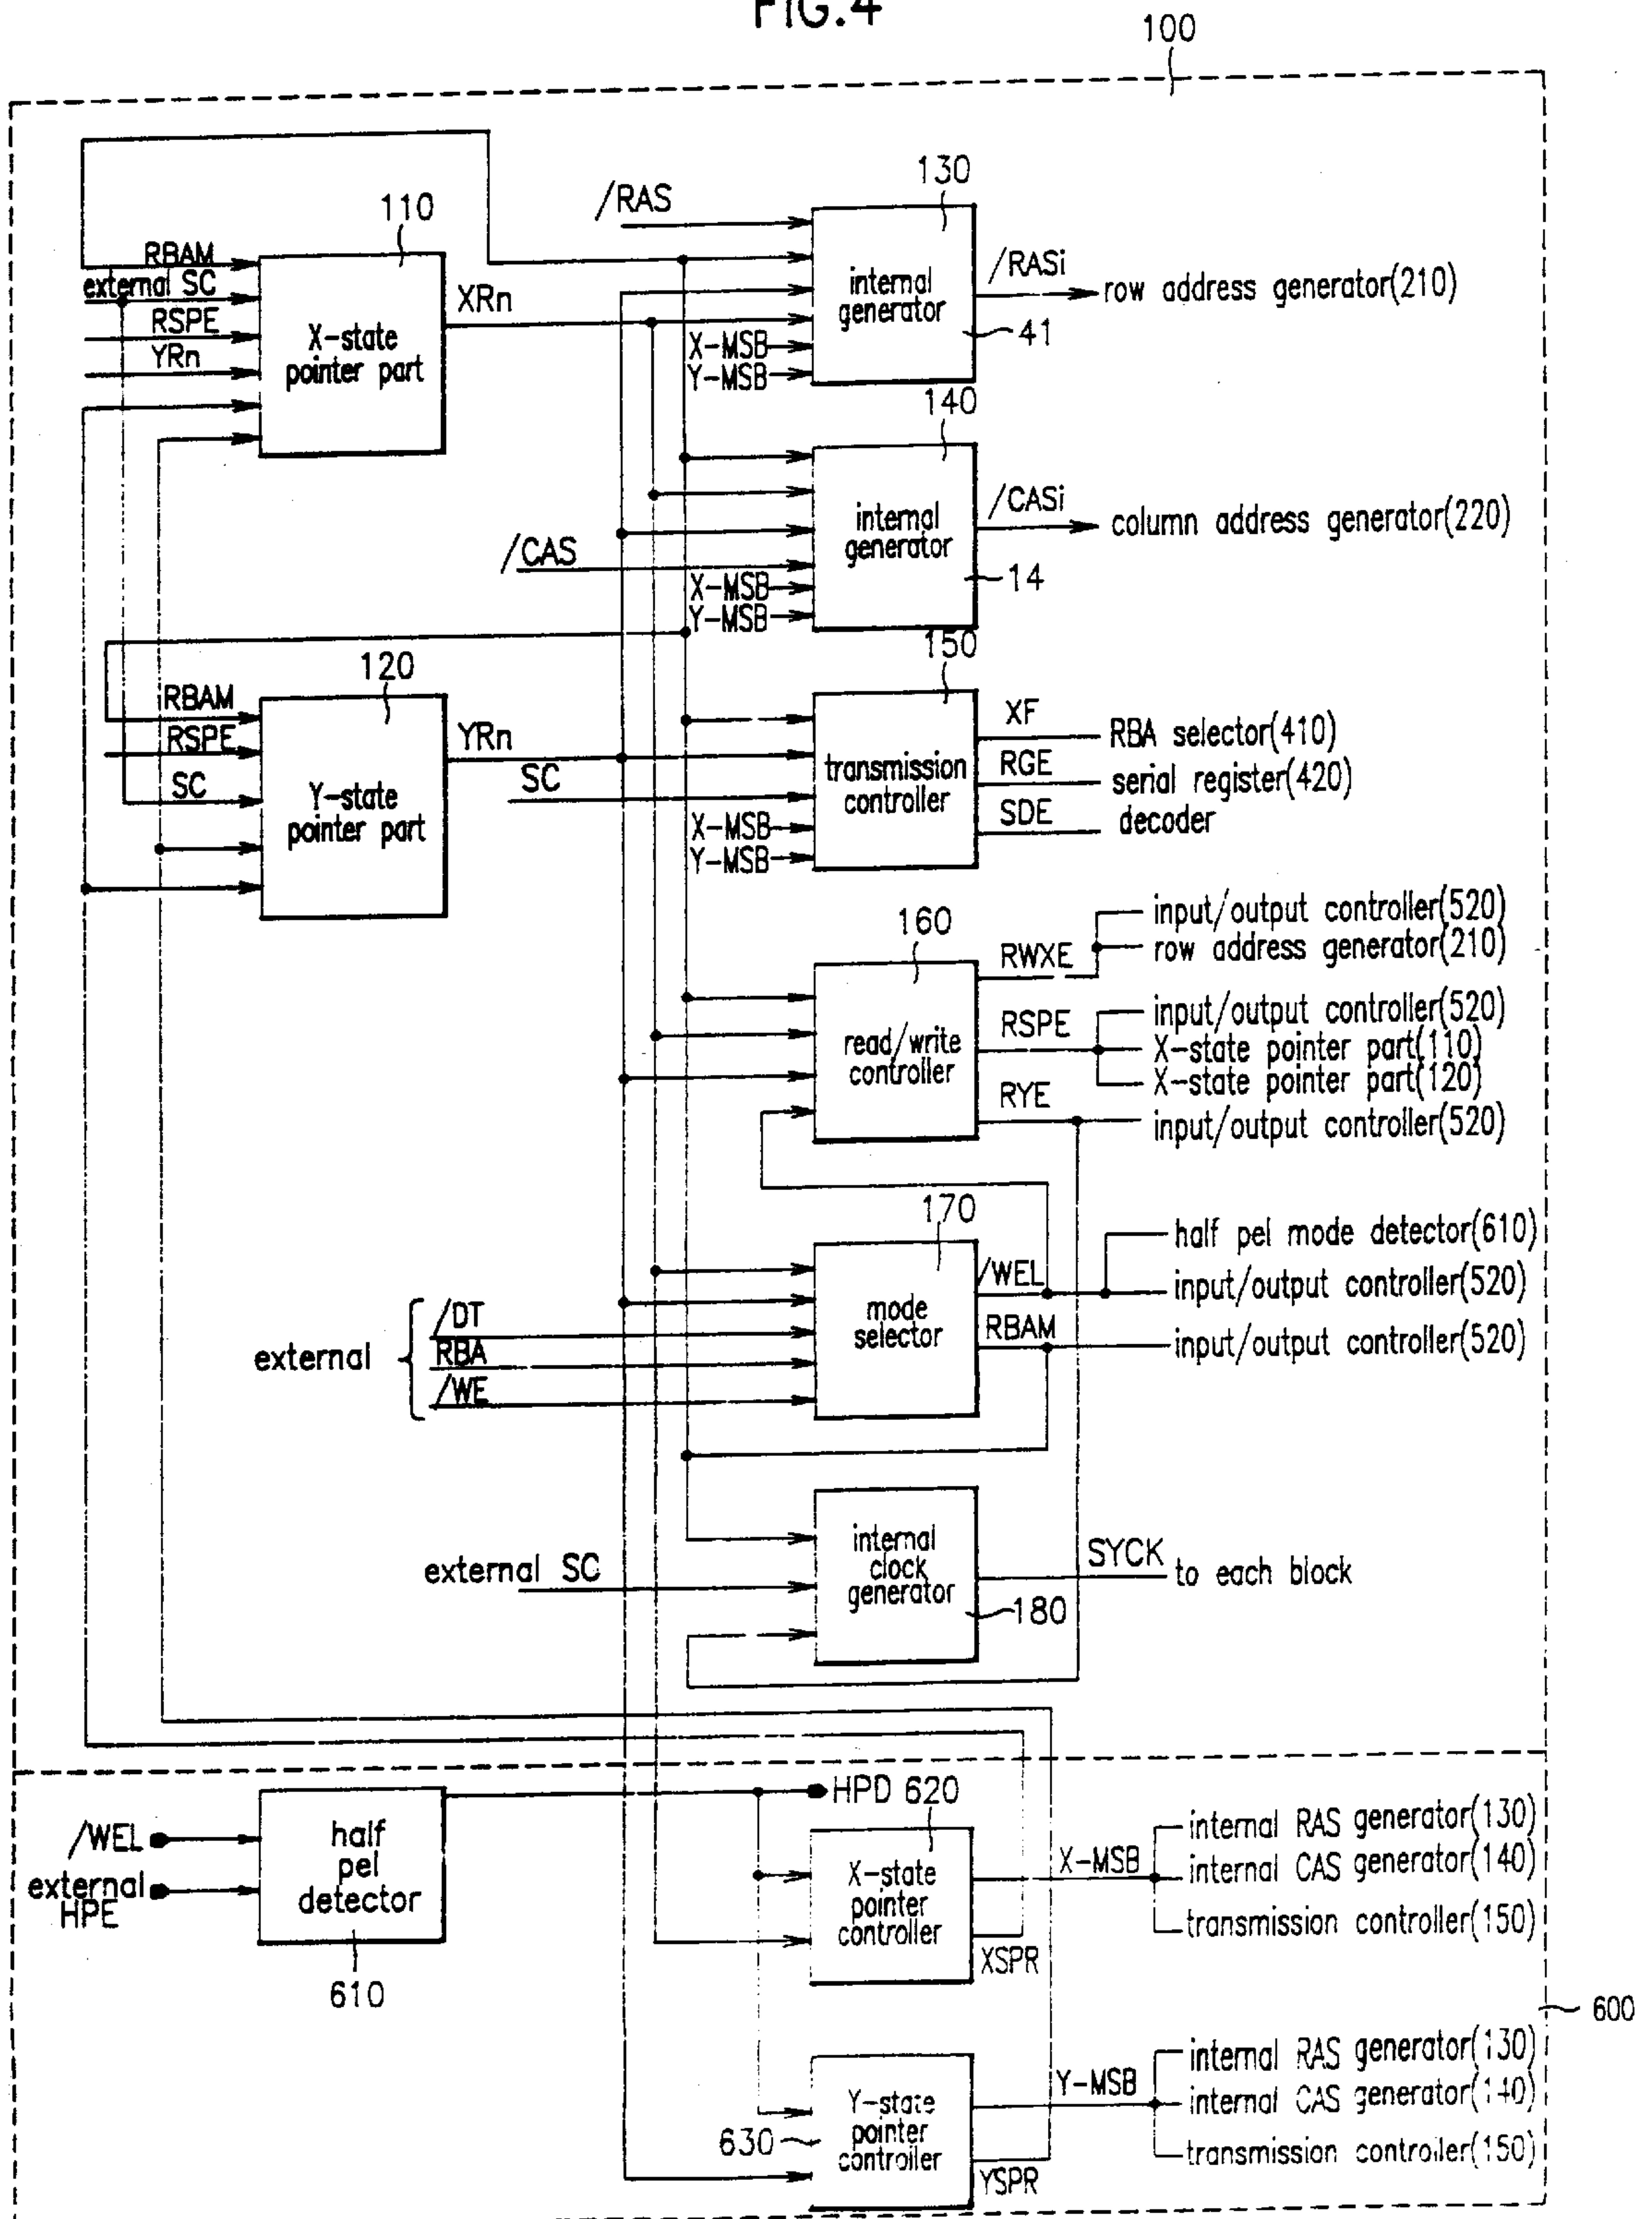 FIG.4
100
130
/RAS
110
RBAM
external SC
RSPE
YRn
X-state
pointer part
XRn
internal
generator
/RASi
row address generator(210)
41
X-MSB
Y-MSB
140
internal
generator
/CASi
column address generator(220)
/CAS
14
X-MSB
Y-MSB
150
120
RBAM
RSPE
SC
Y-state
pointer part
YRn
SC
transmission
controller
XF
RBA selector(410)
RGE
serial register(420)
SDE
decoder
X-MSB
Y-MSB
160
read/write
controller
RWXE
input/output controller(520)
row address generator(210)
RSPE
input/output controller(520)
X-state pointer part(110)
X-state pointer part(120)
RYE
input/output controller(520)
170
mode
selector
/WEL
half pel mode detector(610)
input/output controller(520)
RBAM
input/output controller(520)
external
/DT
RBA
/WE
internal
clock
generator
external SC
SYCK
to each block
180
/WEL
external
HPE
half
pel
detector
610
HPD
620
X-state
pointer
controller
X-MSB
internal RAS generator(130)
internal CAS generator(140)
transmission controller(150)
XSPR
600
630
Y-state
pointer
controller
Y-MSB
internal RAS generator(130)
internal CAS generator(140)
transmission controller(150)
YSPR